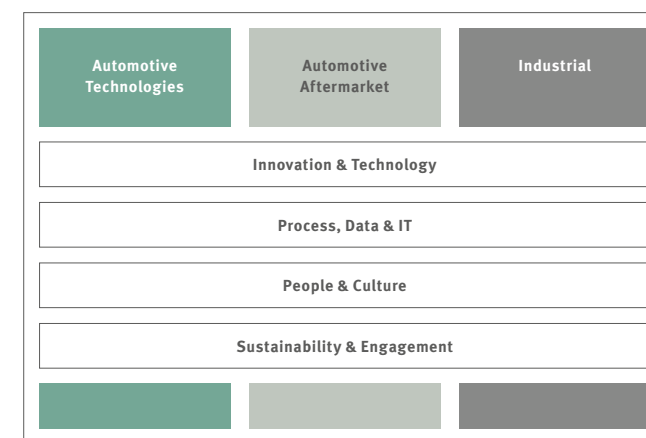 Automotive
Technologies
Automotive
Aftermarket
Industrial
Innovation & Technology
Process, Data & IT
People & Culture
Sustainability & Engagement